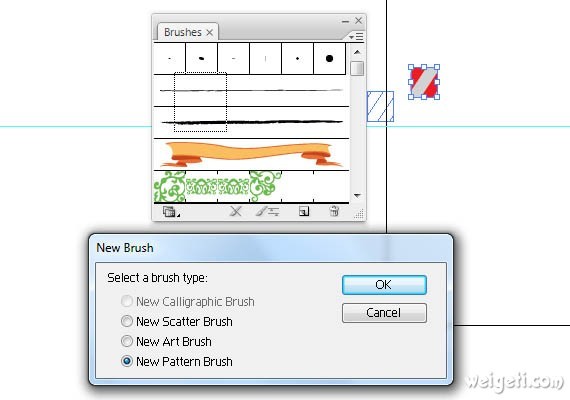 Brushes ×
New Brush
Select a brush type:
New Calligraphic Brush
New Scatter Brush
New Art Brush
New Pattern Brush
OK
Cancel
weigeti.com